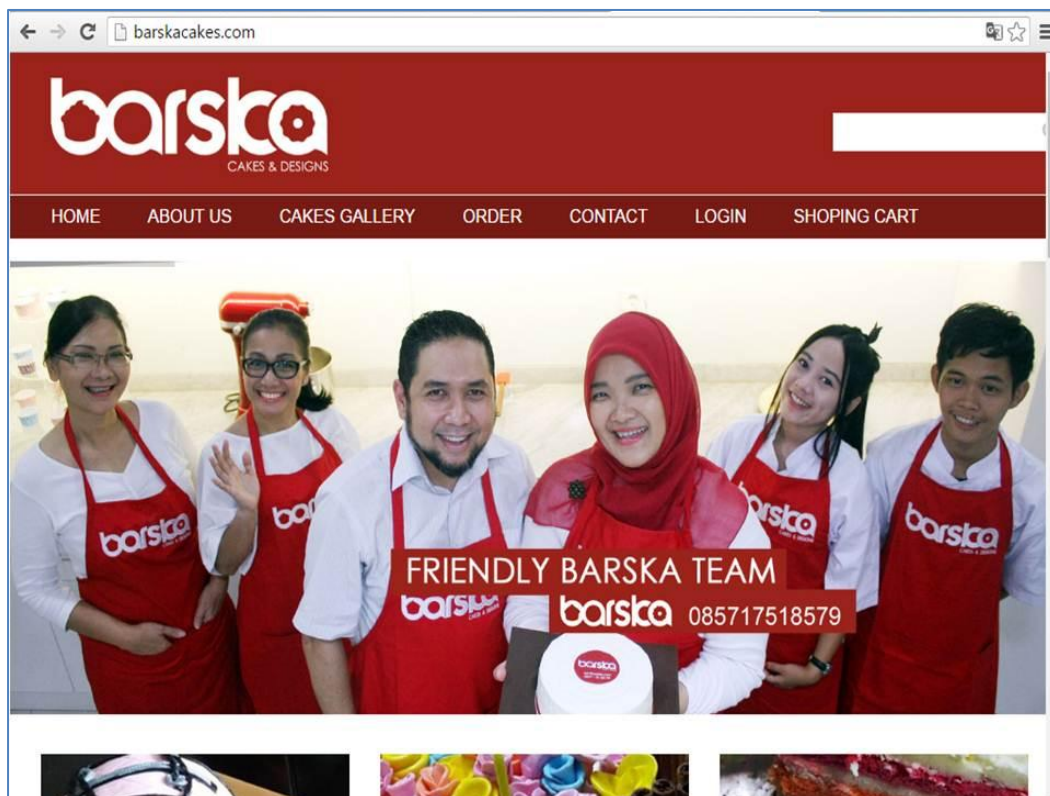 barskacakes.com
barska
CAKES & DESIGNS
HOME ABOUT US CAKES GALLERY ORDER CONTACT LOGIN SHOPING CART
barska
barska
barska
barska
FRIENDLY BARSKA TEAM
barska
barska 085717518579
barska